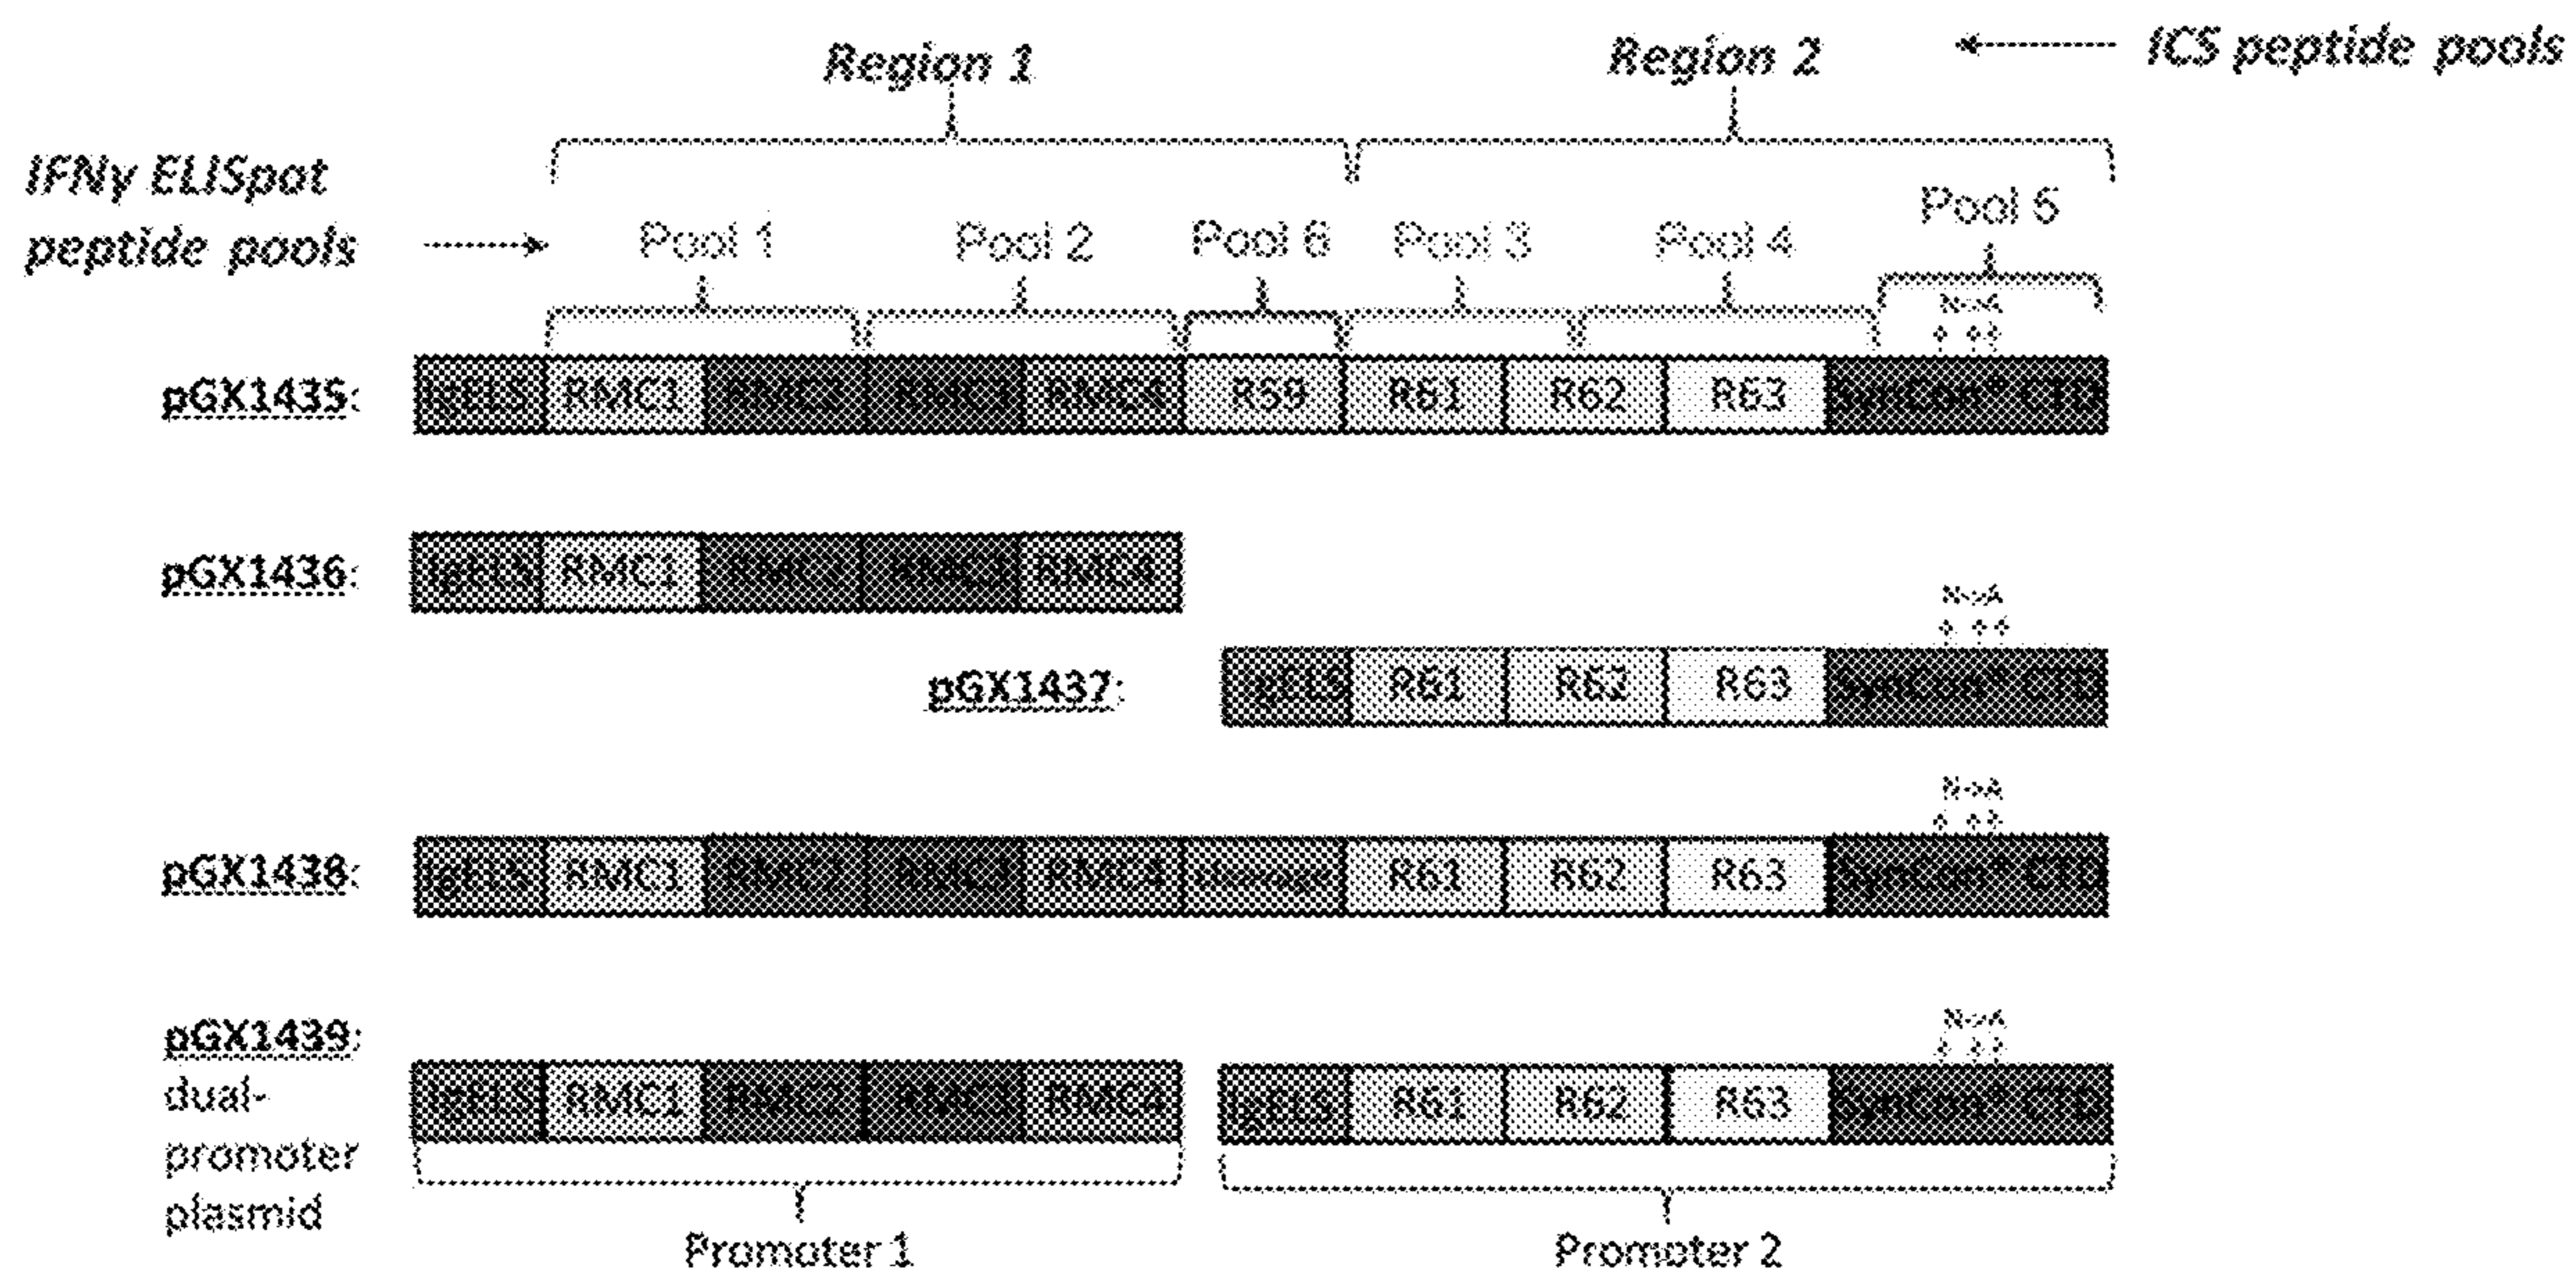 Region 1
Region 2
ICS peptide pools
IFNγ ELISpot
peptide pools
Pool 1
Pool 2
Pool 6
Pool 3
Pool 4
Pool 5
N->A
pGX1435:
IgELS RMC1 RMC2 RMC3 RMC4 R59 R61 R62 R63 SynCon® CTD
pGX1436:
IgELS RMC1 RMC2 RMC3 RMC4
N->A
pGX1437:
IgELS R61 R62 R63 SynCon® CTD
N->A
pGX1438:
IgELS RMC1 RMC2 RMC3 RMC4 R61 R62 R63 SynCon® CTD
N->A
pGX1439:
dual-
promoter
plasmid
IgELS RMC1 RMC2 RMC3 RMC4
IgELS R61 R62 R63 SynCon® CTD
Promoter 1
Promoter 2